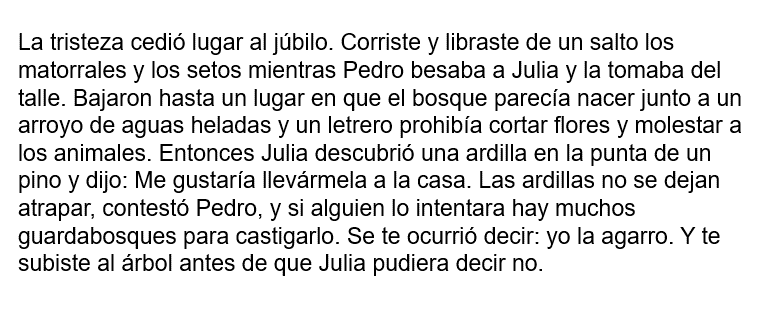 La tristeza cedió lugar al júbilo. Corriste y libraste de un salto los
matorrales y los setos mientras Pedro besaba a Julia y la tomaba del
talle. Bajaron hasta un lugar en que el bosque parecía nacer junto a un
arroyo de aguas heladas y un letrero prohibía cortar flores y molestar a
los animales. Entonces Julia descubrió una ardilla en la punta de un
pino y dijo: Me gustaría llevármela a la casa. Las ardillas no se dejan
atrapar, contestó Pedro, y si alguien lo intentara hay muchos
guardabosques para castigarlo. Se te ocurrió decir: yo la agarro. Y te
subiste al árbol antes de que Julia pudiera decir no.